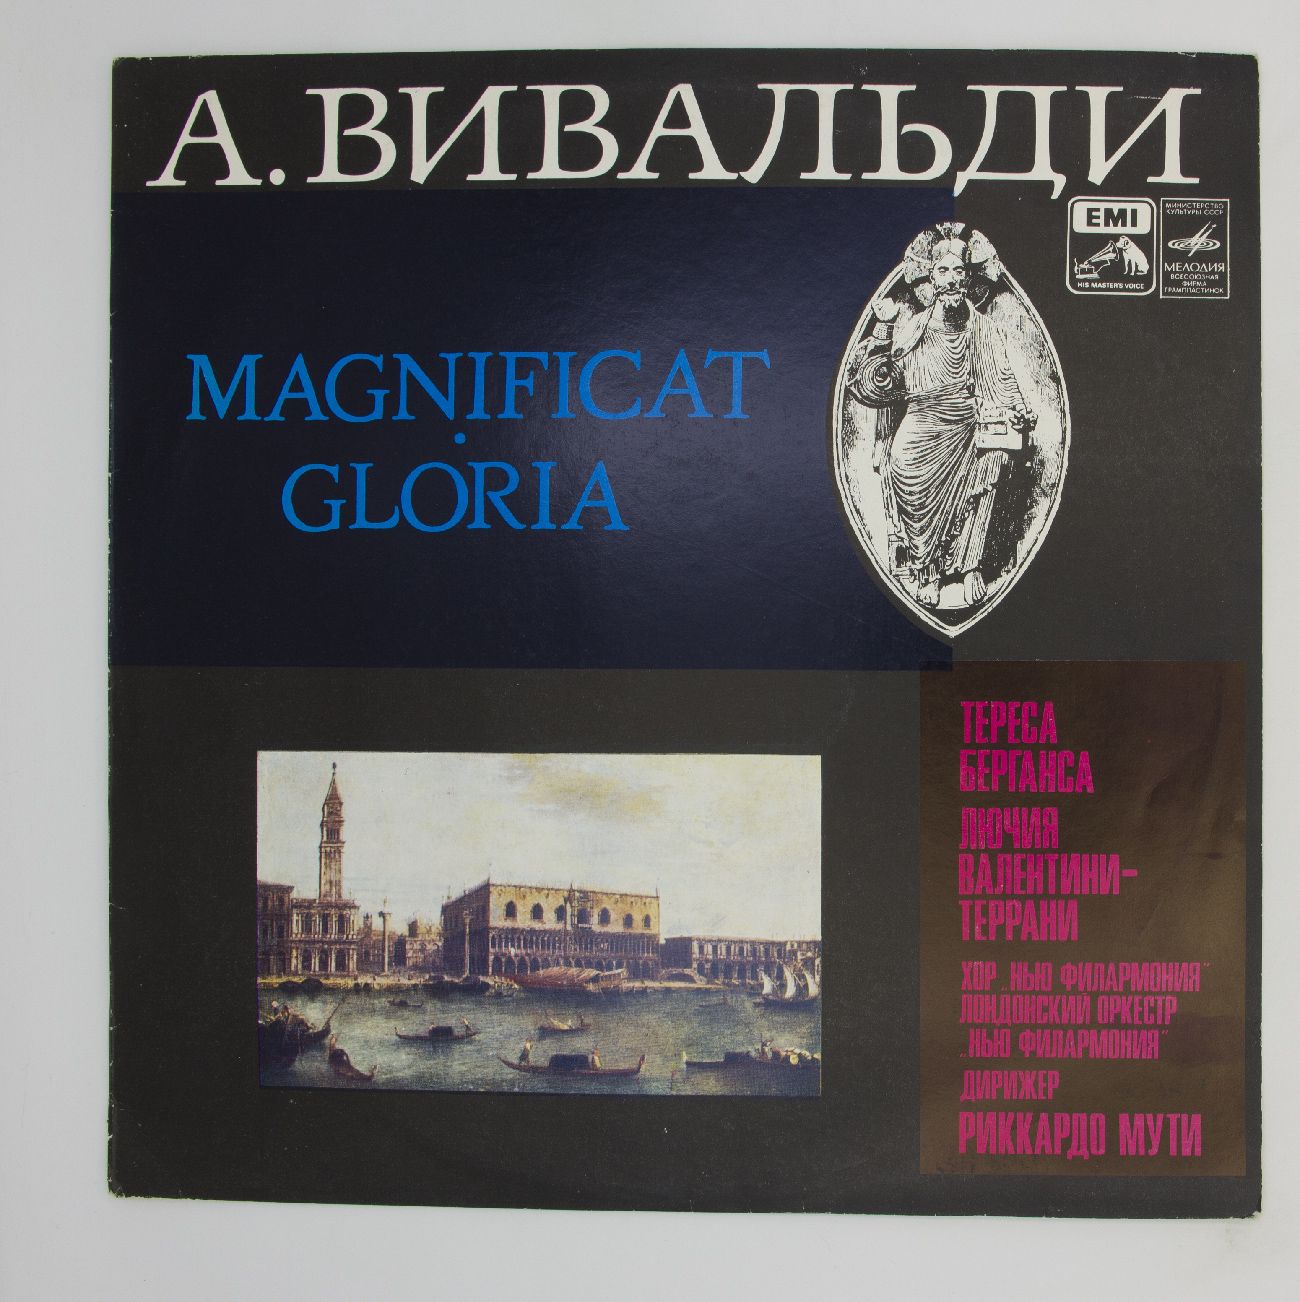 А. ВИВАЛЬДИ
EMI
HIS MASTER'S VOICE
МИНИСТЕРСТВО
КУЛЬТУРЫ СССР
МЕЛОДИЯ
ВСЕСОЮЗНАЯ
ФИРМА
ГРАМПЛАСТИНОК
MAGNIFICAT
·
GLORIA
ТЕРЕСА
БЕРГАНСА
ЛЮЧИЯ
ВАЛЕНТИНИ-
ТЕРРАНИ
ХОР „НЬЮ ФИЛАРМОНИЯ"
ЛОНДОНСКИЙ ОРКЕСТР
„НЬЮ ФИЛАРМОНИЯ"
ДИРИЖЕР
РИККАРДО МУТИ